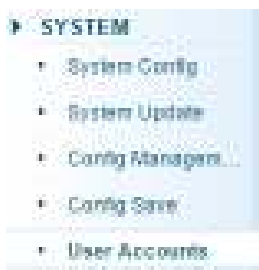 SYSTEM
System Config
System Update
Config Managem...
Config Save
User Accounts